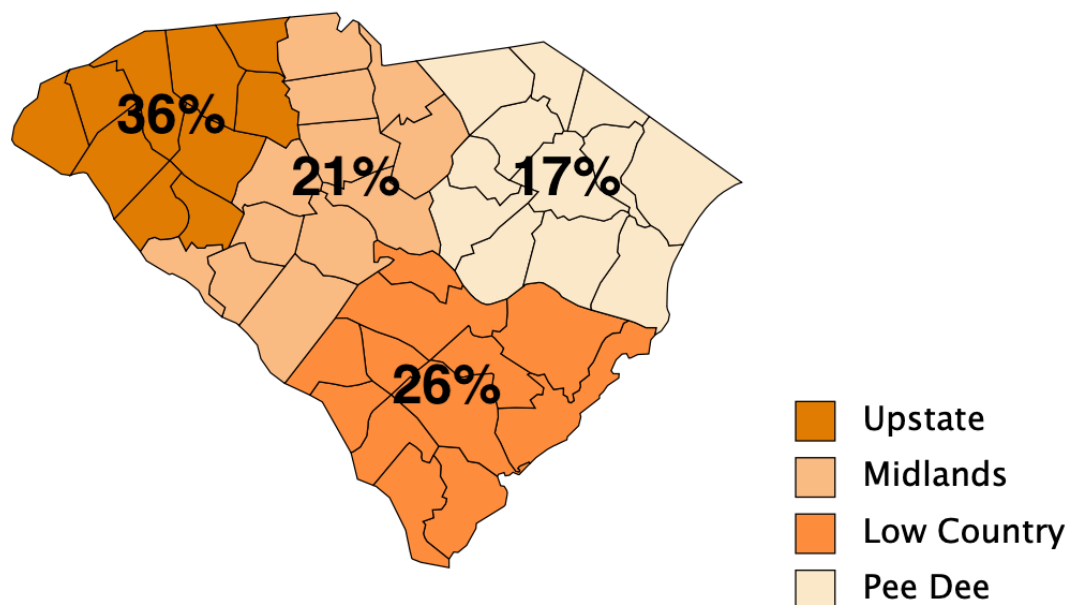 36%
21%
17%
26%
Upstate
Midlands
Low Country
Pee Dee